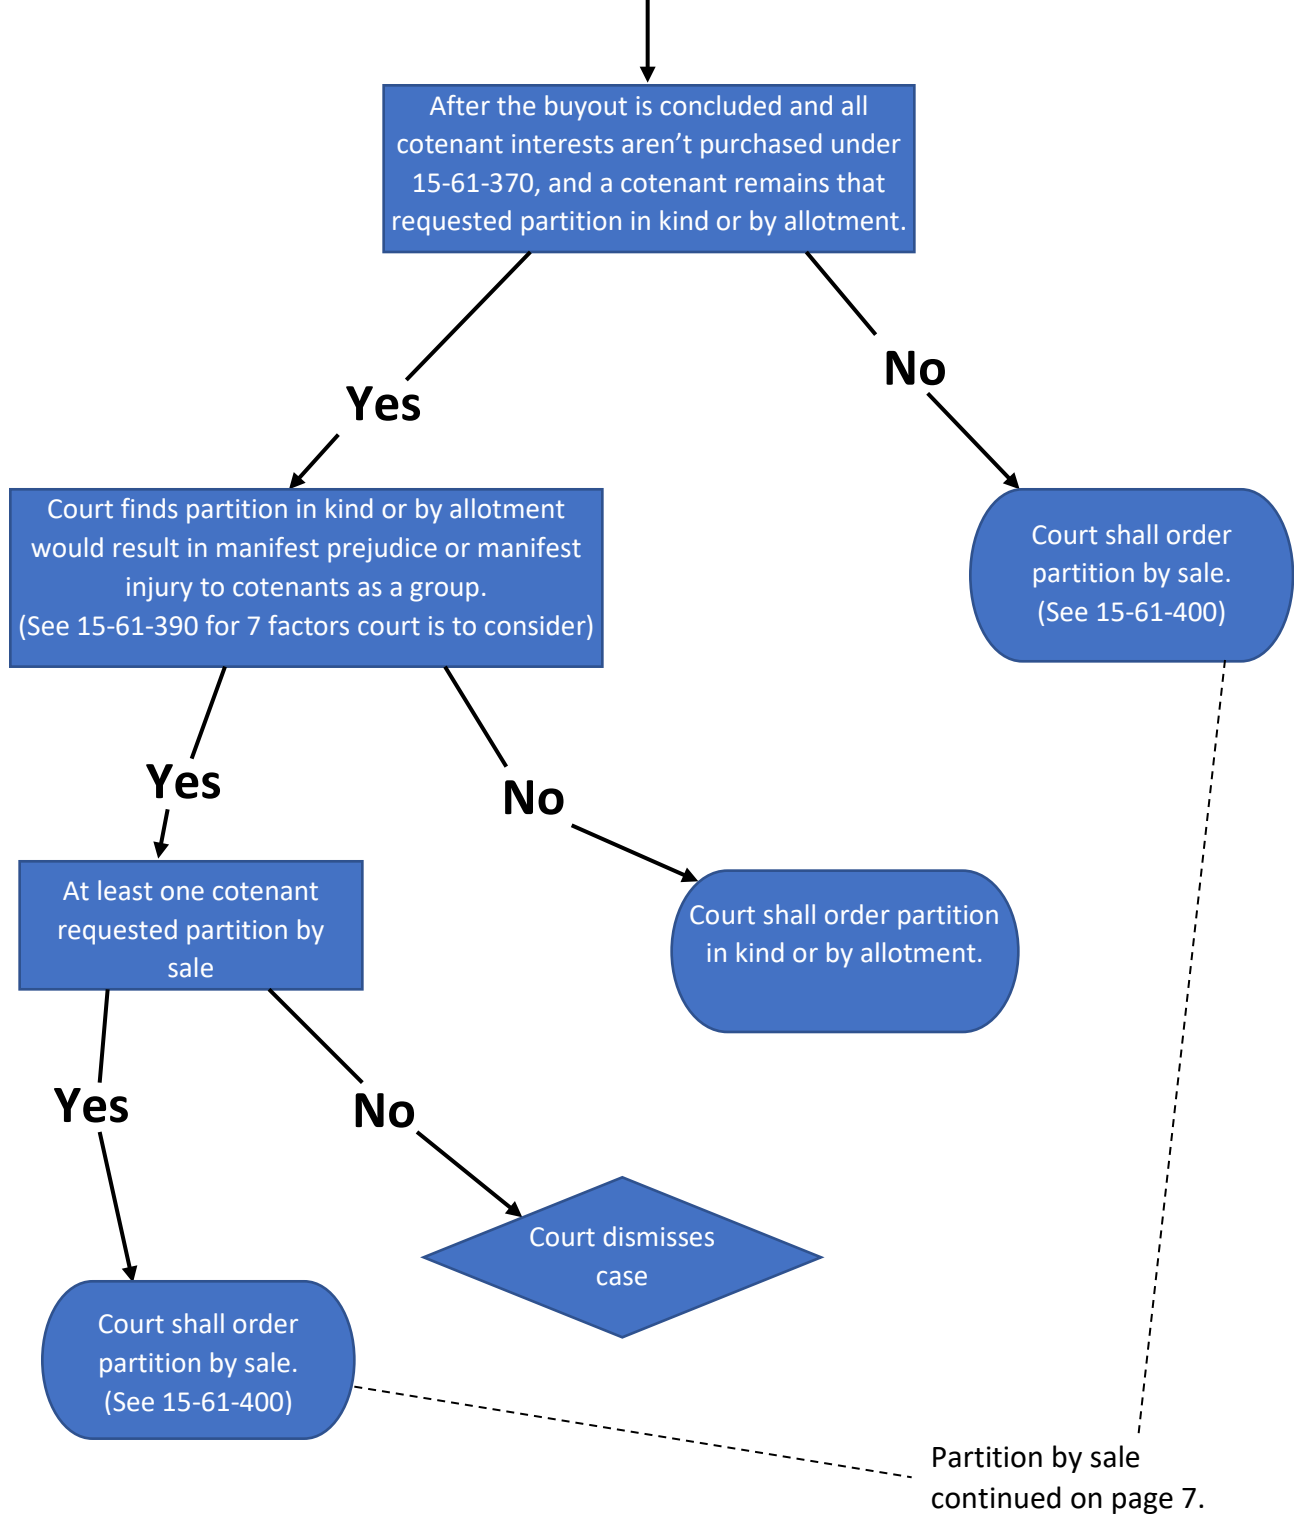 After the buyout is concluded and all
cotenant interests aren’t purchased under
15-61-370, and a cotenant remains that
requested partition in kind or by allotment.
No
Yes
Court finds partition in kind or by allotment
would result in manifest prejudice or manifest
injury to cotenants as a group.
(See 15-61-390 for 7 factors court is to consider)
Court shall order
partition by sale.
(See 15-61-400)
Yes
No
At least one cotenant
requested partition by
sale
Court shall order partition
in kind or by allotment.
Yes
No
Court dismisses
case
Court shall order
partition by sale.
(See 15-61-400)
Partition by sale
continued on page 7.